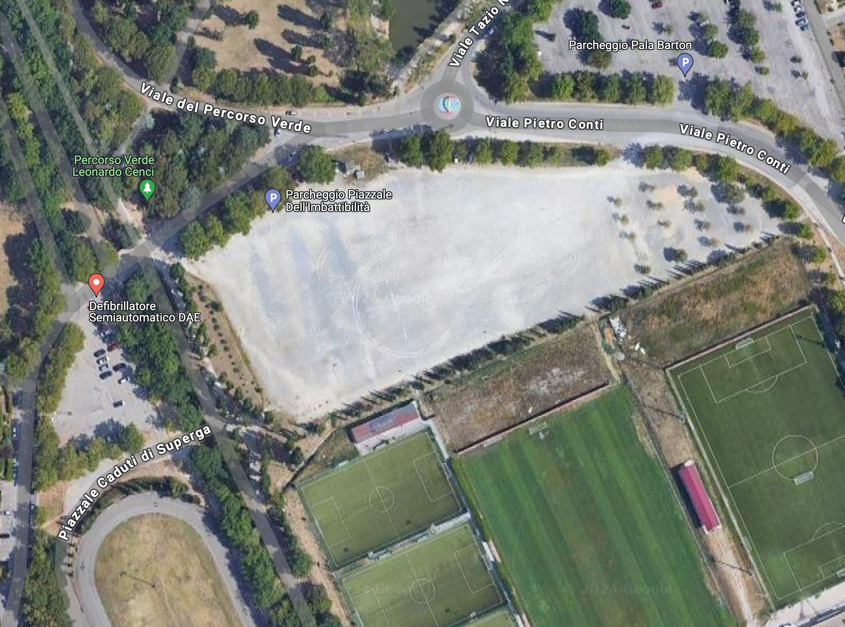 Viale Tazio N
Parcheggio Pala Barton
P
Viale del Percorso Verde
Viale Pietro Conti
Viale Pietro Conti
Percorso Verde
Leonardo Cenci
P
Parcheggio Piazzale
Dell'Imbattibilità
Defibrillatore
Semiautomatico DAE
Piazzale Caduti di Superga